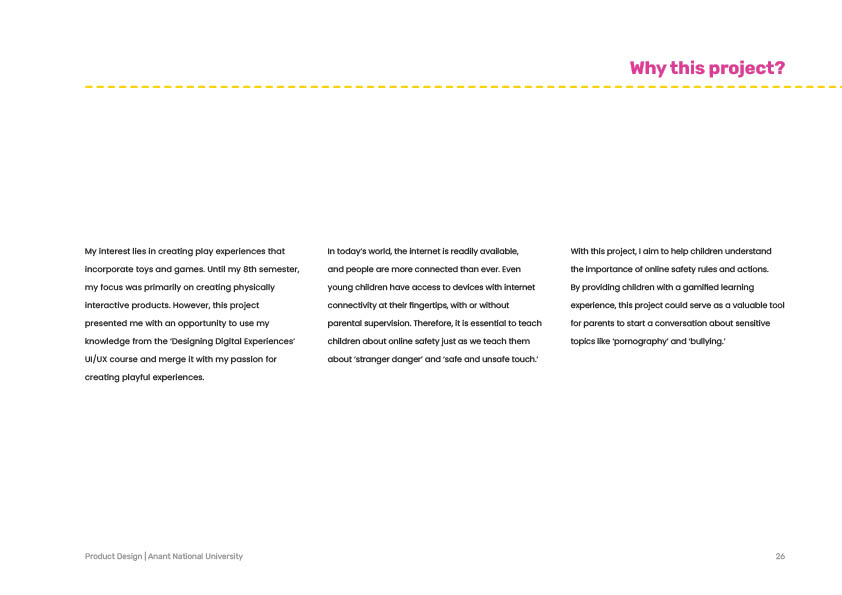 Why this project?
My interest lies in creating play experiences that
incorporate toys and games. Until my 8th semester,
my focus was primarily on creating physically
interactive products. However, this project
presented me with an opportunity to use my
knowledge from the ‘Designing Digital Experiences’
UI/UX course and merge it with my passion for
creating playful experiences.
In today’s world, the internet is readily available,
and people are more connected than ever. Even
young children have access to devices with internet
connectivity at their fingertips, with or without
parental supervision. Therefore, it is essential to teach
children about online safety just as we teach them
about ‘stranger danger’ and ‘safe and unsafe touch.’
With this project, I aim to help children understand
the importance of online safety rules and actions.
By providing children with a gamified learning
experience, this project could serve as a valuable tool
for parents to start a conversation about sensitive
topics like ‘pornography’ and ‘bullying.’
Product Design | Anant National University
26